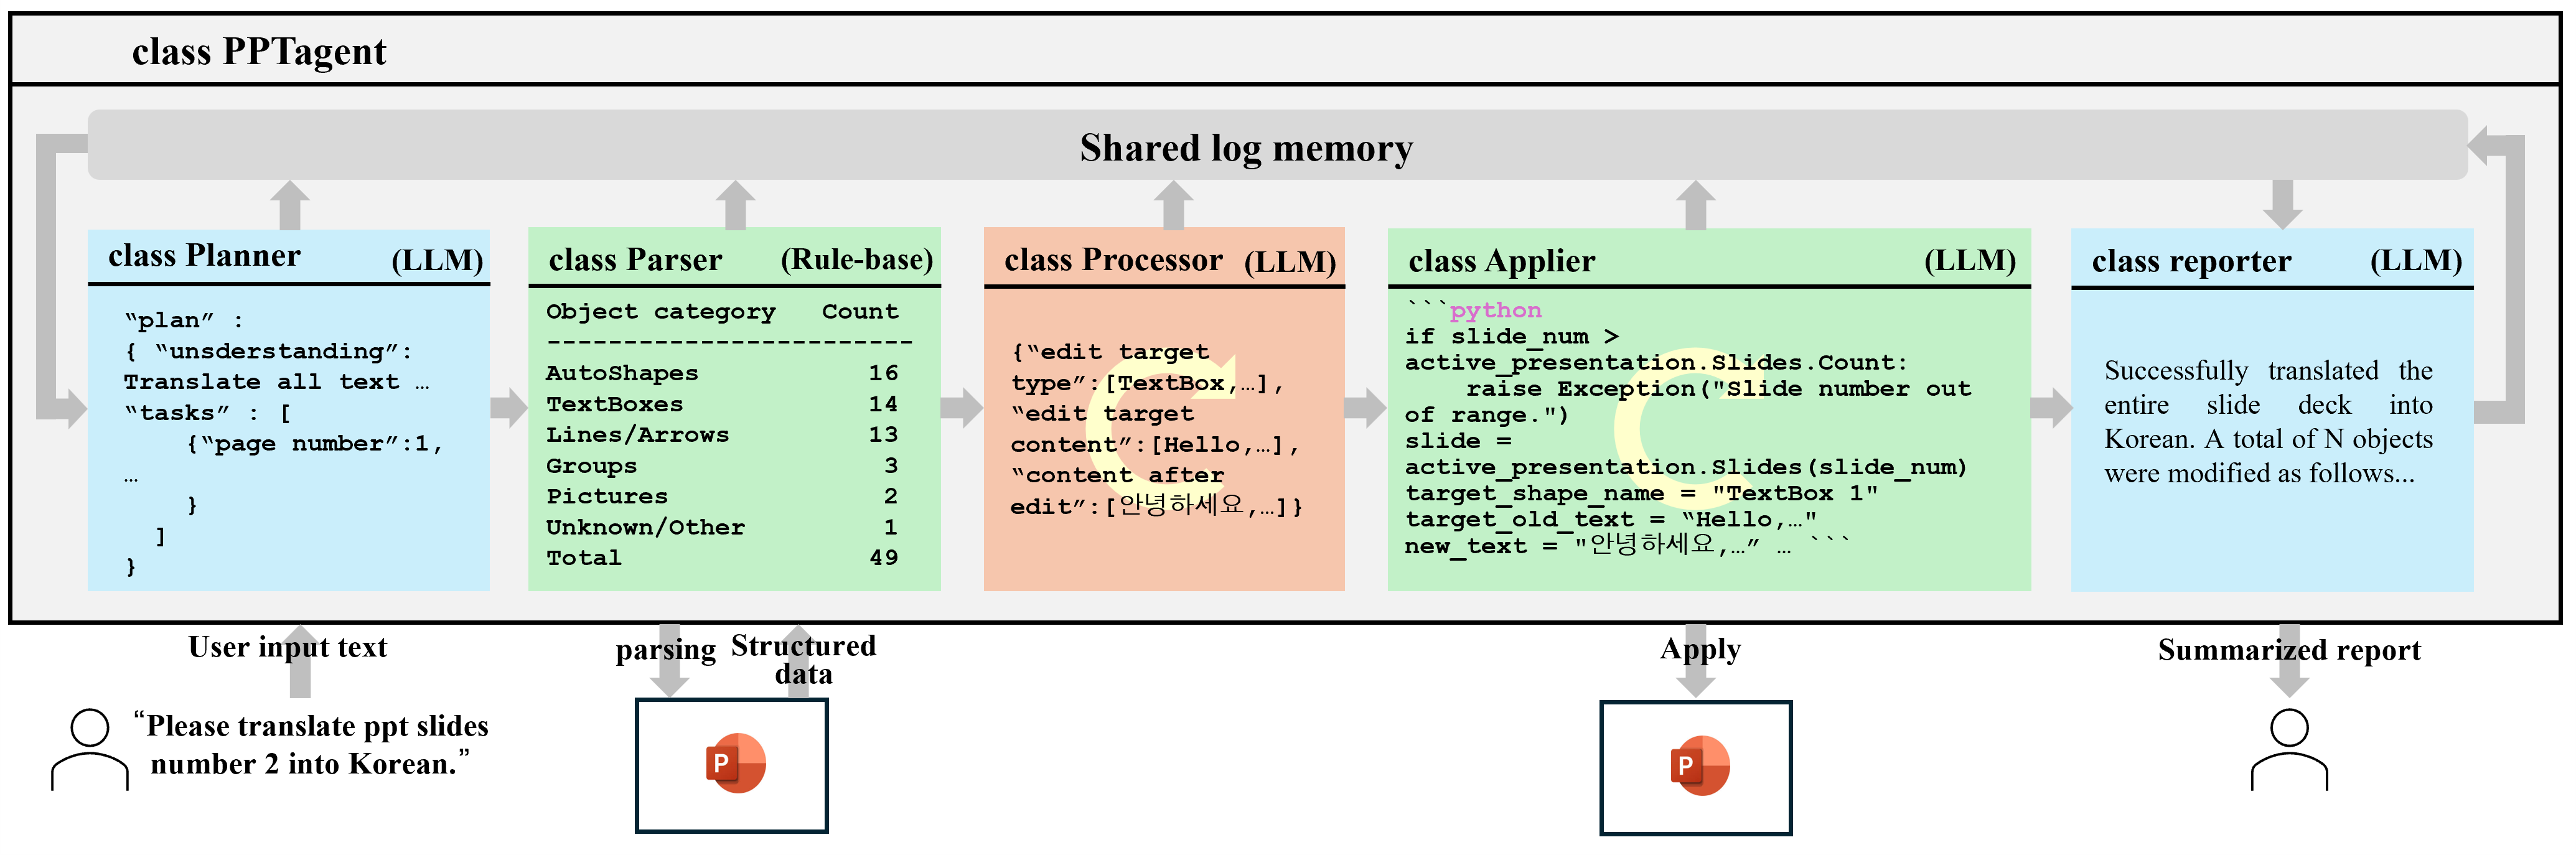 class PPTagent
Shared log memory
class Planner (LLM)
“plan” :
{ “unsderstanding”:
Translate all text …
“tasks” : [
{“page number”:1,
…
}
]
}
class Parser (Rule-base)
Object category Count
------------------------
AutoShapes 16
TextBoxes 14
Lines/Arrows 13
Groups 3
Pictures 2
Unknown/Other 1
Total 49
class Processor (LLM)
{“edit target
type”:[TextBox,…],
“edit target
content”:[Hello,…],
“content after
edit”:[안녕하세요,…]}
class Applier (LLM)
```python
if slide_num >
active_presentation.Slides.Count:
raise Exception("Slide number out
of range.")
slide =
active_presentation.Slides(slide_num)
target_shape_name = "TextBox 1"
target_old_text = “Hello,…"
new_text = "안녕하세요,…” … ```
class reporter (LLM)
Successfully translated the
entire slide deck into
Korean. A total of N objects
were modified as follows...
User input text
“Please translate ppt slides
number 2 into Korean.”
parsing
Structured
data
P
Apply
P
Summarized report